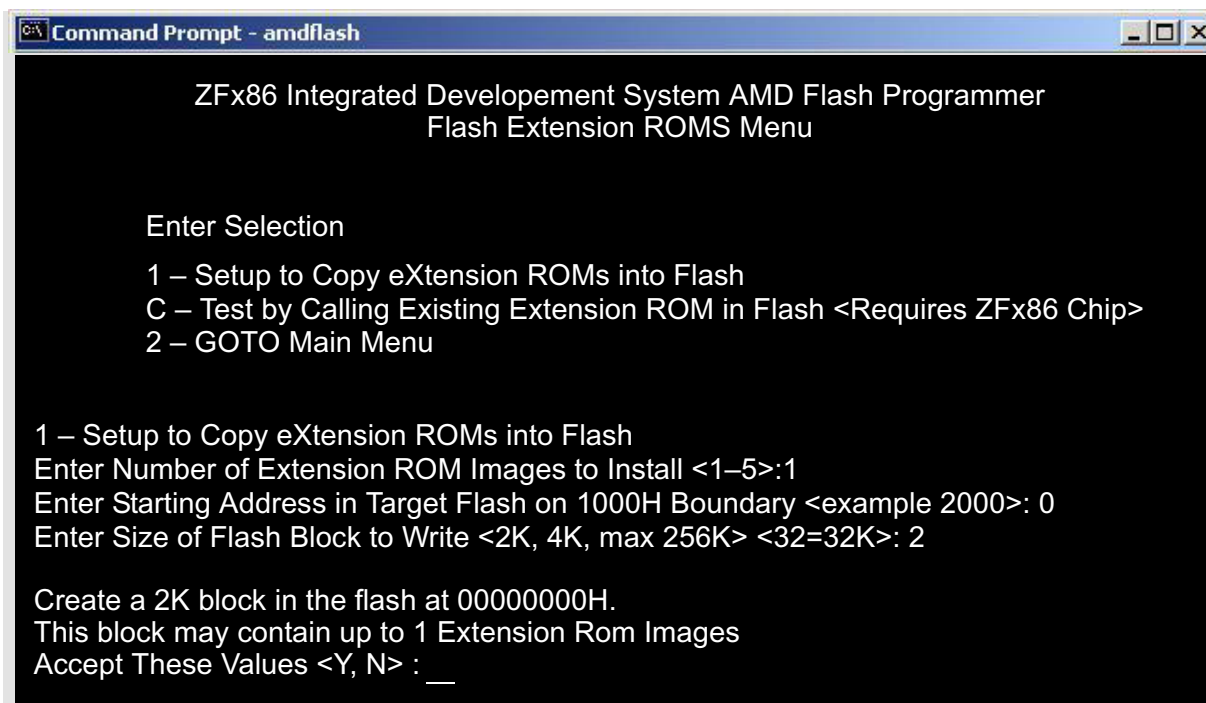 Command Prompt - amdflash
ZFx86 Integrated Developement System AMD Flash Programmer
Flash Extension ROMS Menu
Enter Selection
1 – Setup to Copy eXtension ROMs into Flash
C – Test by Calling Existing Extension ROM in Flash <Requires ZFx86 Chip>
2 – GOTO Main Menu
1 – Setup to Copy eXtension ROMs into Flash
Enter Number of Extension ROM Images to Install <1–5>:1
Enter Starting Address in Target Flash on 1000H Boundary <example 2000>: 0
Enter Size of Flash Block to Write <2K, 4K, max 256K> <32=32K>: 2
Create a 2K block in the flash at 00000000H.
This block may contain up to 1 Extension Rom Images
Accept These Values <Y, N> : __